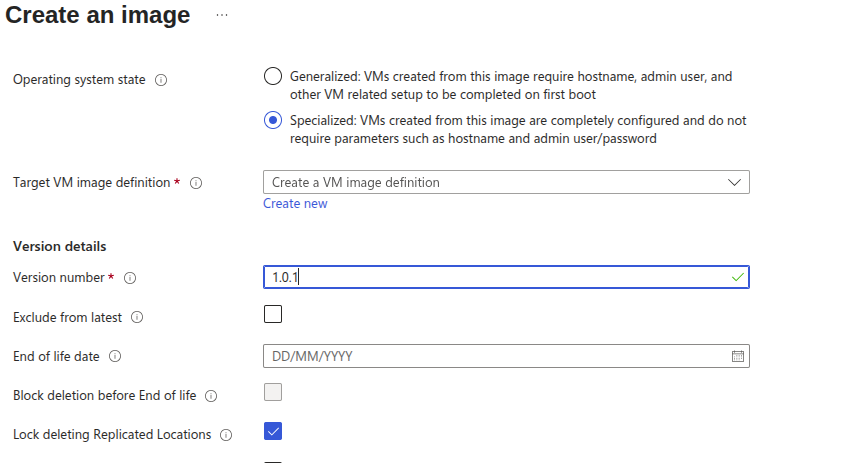 Create an image ...
Operating system state
Generalized: VMs created from this image require hostname, admin user, and
other VM related setup to be completed on first boot
Specialized: VMs created from this image are completely configured and do not
require parameters such as hostname and admin user/password
Target VM image definition *
Create a VM image definition
Create new
Version details
Version number *
1.0.1
Exclude from latest
End of life date
DD/MM/YYYY
Block deletion before End of life
Lock deleting Replicated Locations